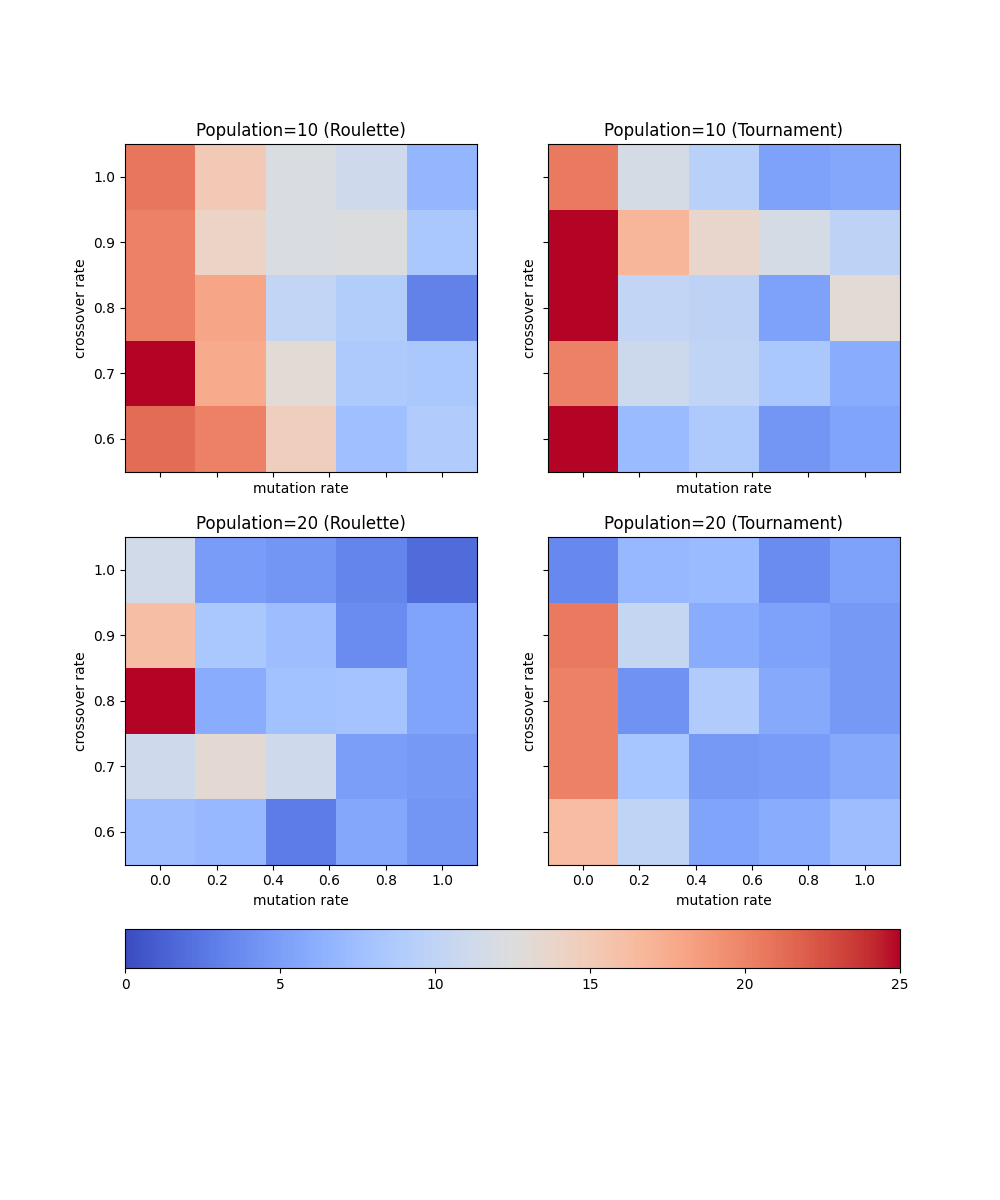 Population=10 (Roulette)
Population=10 (Tournament)
1.0
0.9
0.8
0.7
0.6
crossover rate
crossover rate
mutation rate
mutation rate
Population=20 (Roulette)
Population=20 (Tournament)
1.0
0.9
0.8
0.7
0.6
crossover rate
crossover rate
0.0 0.2 0.4 0.6 0.8 1.0
0.0 0.2 0.4 0.6 0.8 1.0
mutation rate
mutation rate
0 5 10 15 20 25